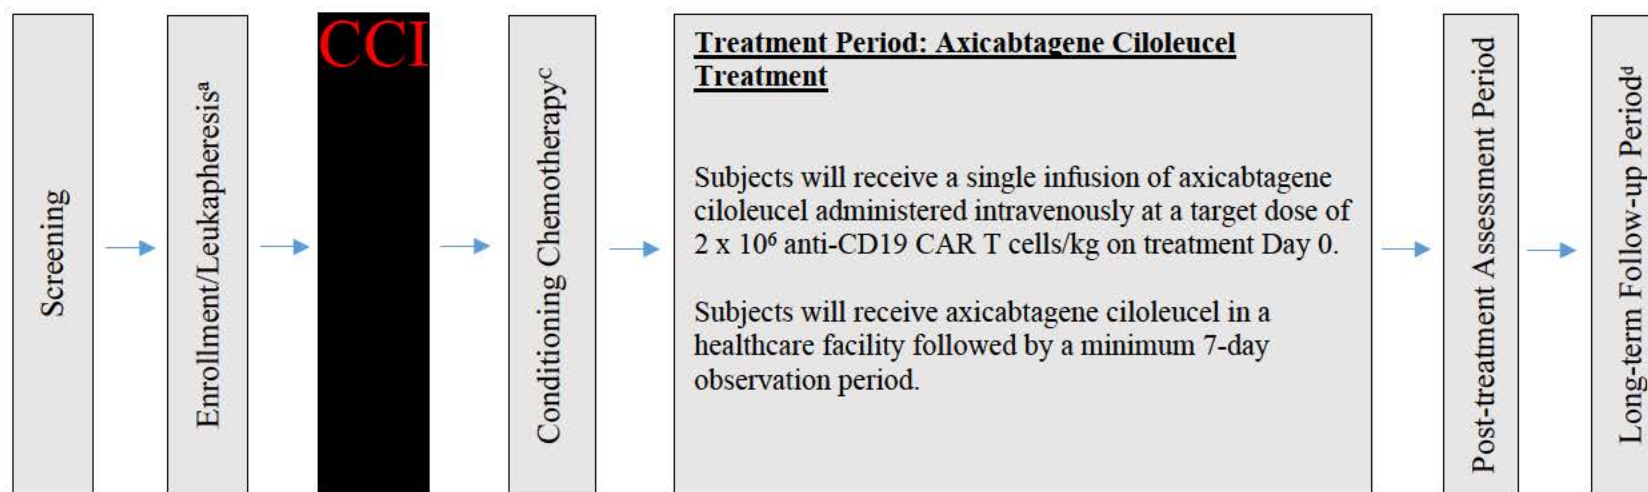 Screening
Enrollment/Leukapheresisᵃ
CCI
Conditioning Chemotherapyᶜ
Treatment Period: Axicabtagene Ciloleucel
Treatment
Subjects will receive a single infusion of axicabtagene
ciloleucel administered intravenously at a target dose of
2 x 10⁶ anti-CD19 CAR T cells/kg on treatment Day 0.
Subjects will receive axicabtagene ciloleucel in a
healthcare facility followed by a minimum 7-day
observation period.
Post-treatment Assessment Period
Long-term Follow-up Periodᵈ